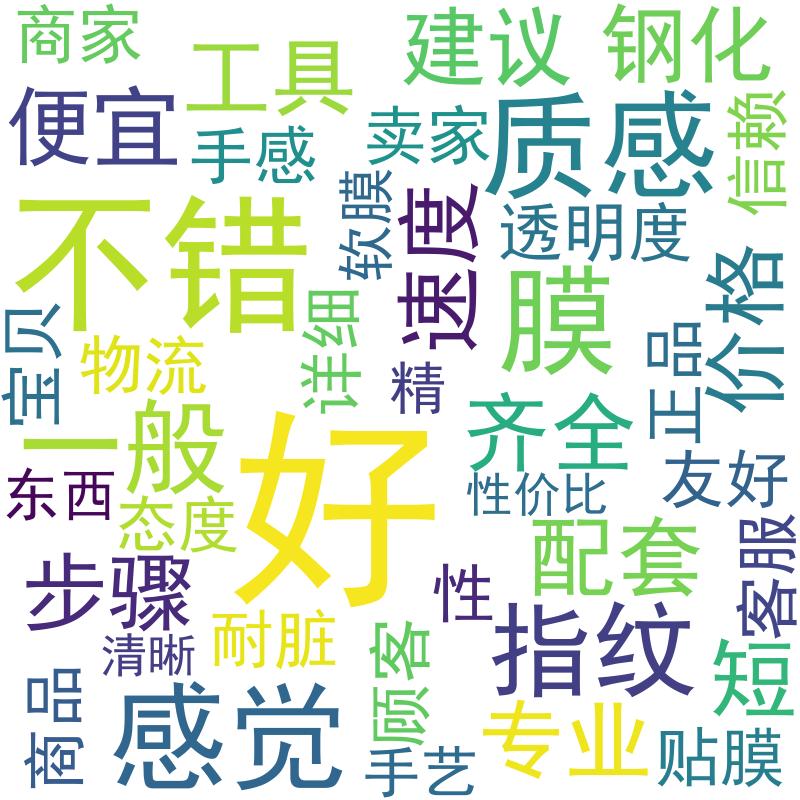 商家
工具
建议
钢化
便宜
手感
卖家
质感
信赖
不错
软膜
速度
透明度
价格
宝贝
物流
详细
膜
正品
一般
精
齐全
好
东西
态度
性价比
友好
步骤
性
配套
客服
清晰
耐脏
顾客
指纹
短
商品
感觉
手艺
专业
贴膜